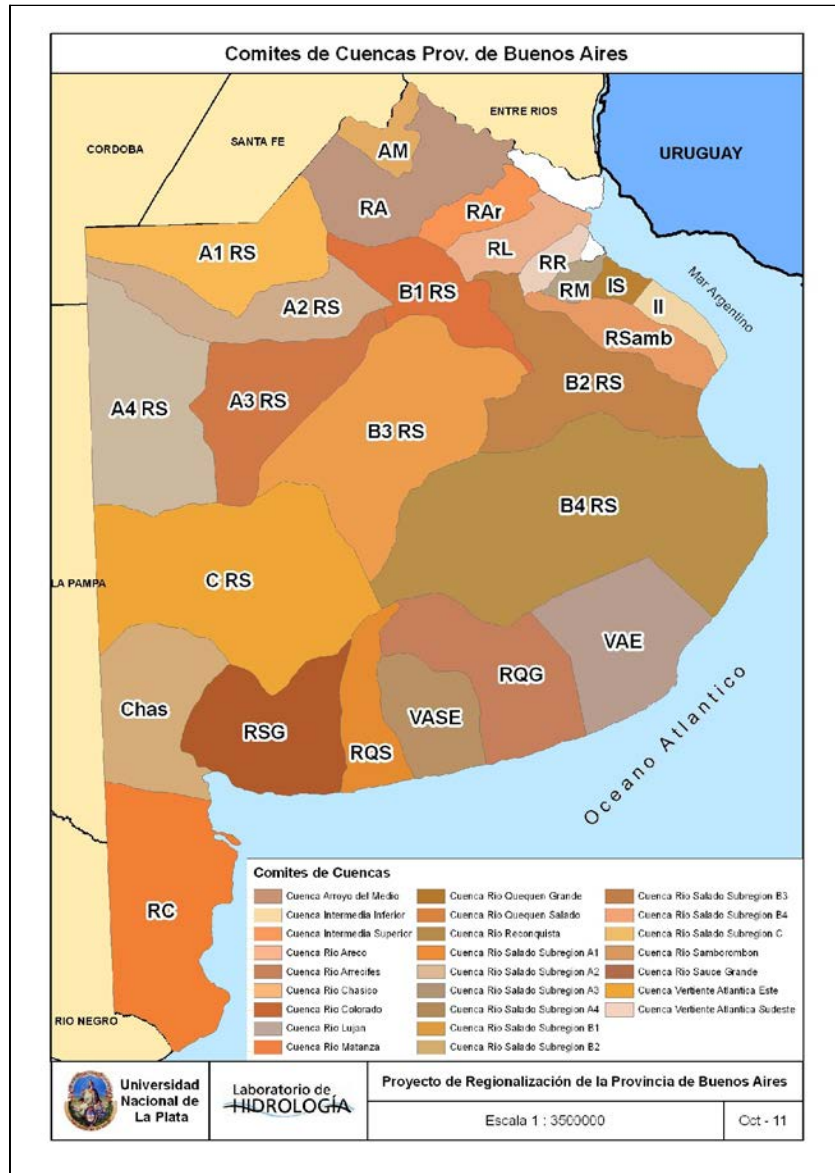 Comites de Cuencas Prov. de Buenos Aires
ENTRE RIOS
CORDOBA
SANTA FE
URUGUAY
AM
RA
RAr
A1 RS
RL
RR
RM
IS
II
Mar Argentino
A2 RS
B1 RS
RSamb
A4 RS
A3 RS
B2 RS
B3 RS
B4 RS
LA PAMPA
C RS
VAE
RQG
Chas
RSG
RQS
VASE
Oceano Atlantico
RC
RIO NEGRO
Comites de Cuencas
Cuenca Arroyo del Medio
Cuenca Intermedia Inferior
Cuenca Intermedia Superior
Cuenca Rio Areco
Cuenca Rio Arrecifes
Cuenca Rio Chasico
Cuenca Rio Colorado
Cuenca Rio Lujan
Cuenca Rio Matanza
Cuenca Rio Quequen Grande
Cuenca Rio Quequen Salado
Cuenca Rio Reconquista
Cuenca Rio Salado Subregion A1
Cuenca Rio Salado Subregion A2
Cuenca Rio Salado Subregion A3
Cuenca Rio Salado Subregion A4
Cuenca Rio Salado Subregion B1
Cuenca Rio Salado Subregion B2
Cuenca Rio Salado Subregion B3
Cuenca Rio Salado Subregion B4
Cuenca Rio Salado Subregion C
Cuenca Rio Samborombon
Cuenca Rio Sauce Grande
Cuenca Vertiente Atlantica Este
Cuenca Vertiente Atlantica Sudeste
Universidad
Nacional de
La Plata
Laboratorio de
HIDROLOGÍA
Proyecto de Regionalización de la Provincia de Buenos Aires
Escala 1 : 3500000
Oct - 11